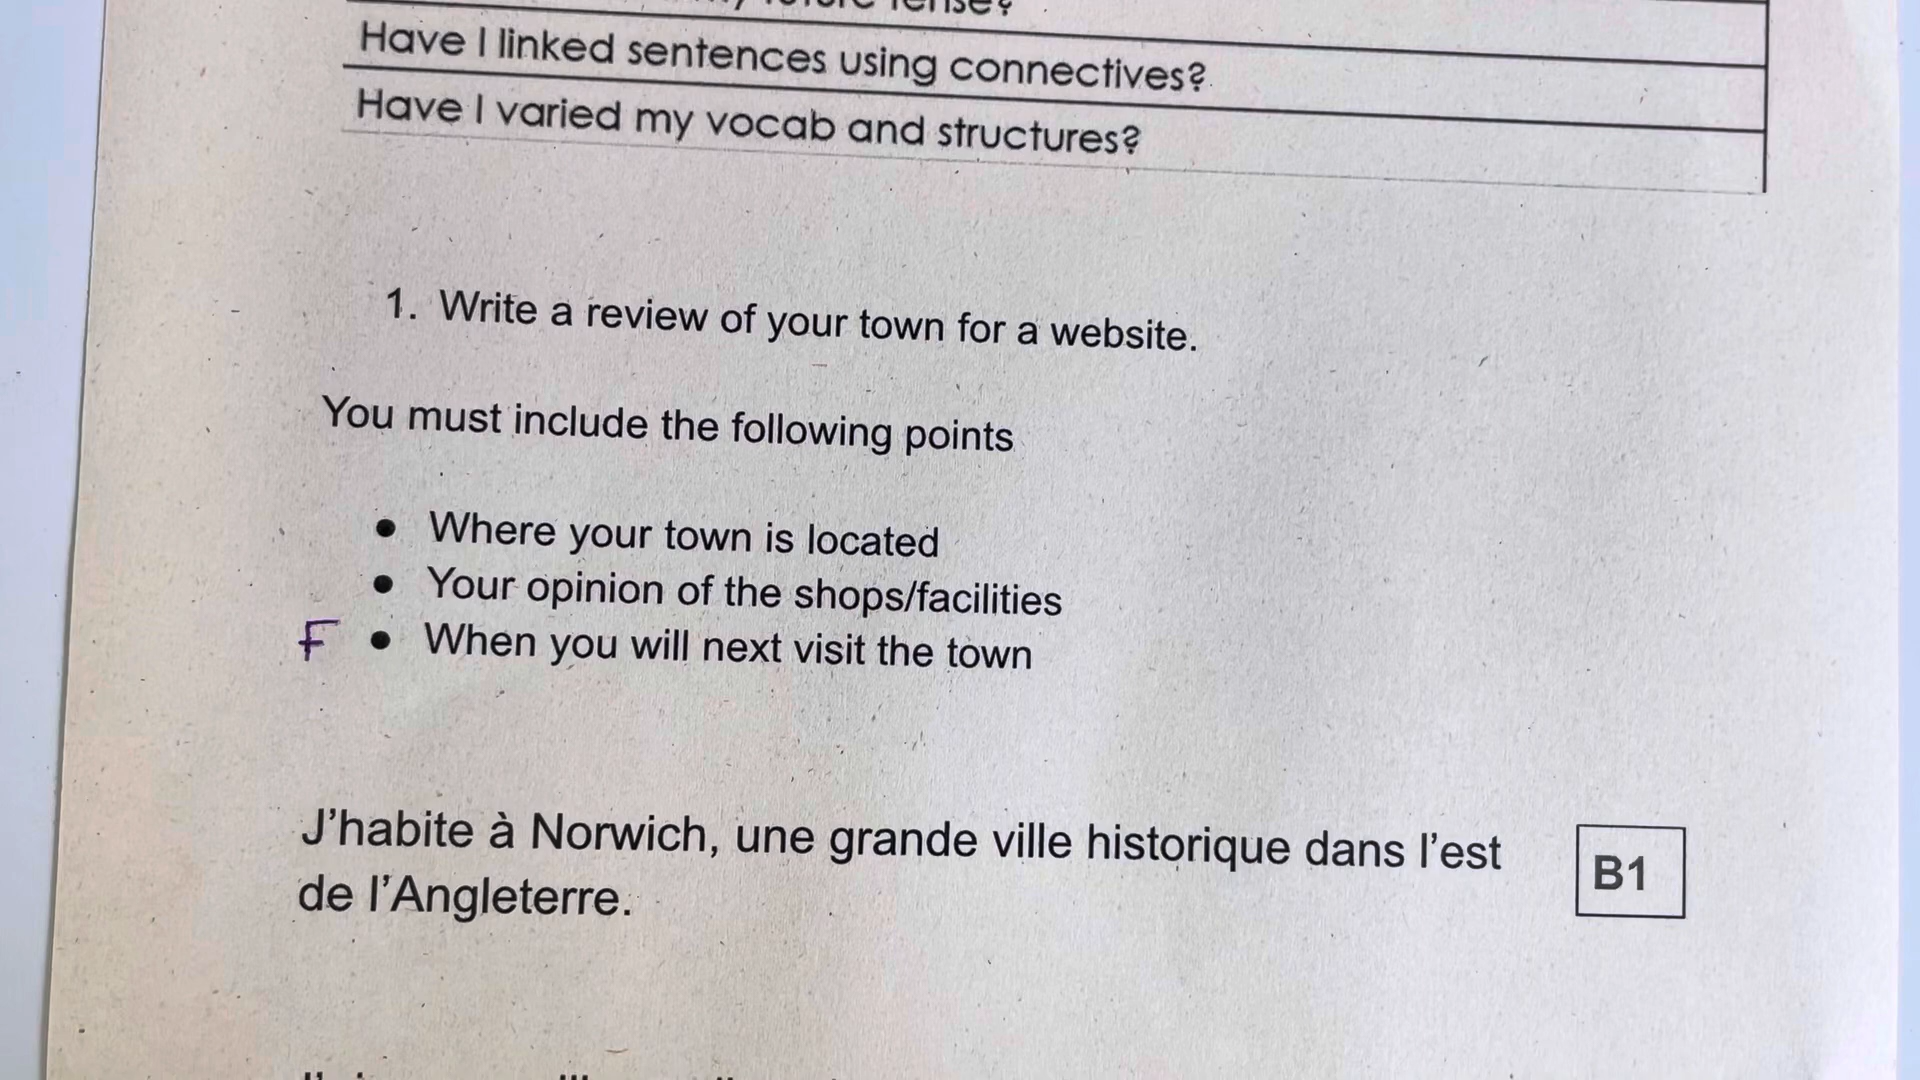 tense?
Have I linked sentences using connectives?
Have I varied my vocab and structures?
1. Write a review of your town for a website.
You must include the following points
• Where your town is located
• Your opinion of the shops/facilities
F • When you will next visit the town
J'habite à Norwich, une grande ville historique dans l'est
de l'Angleterre.
B1